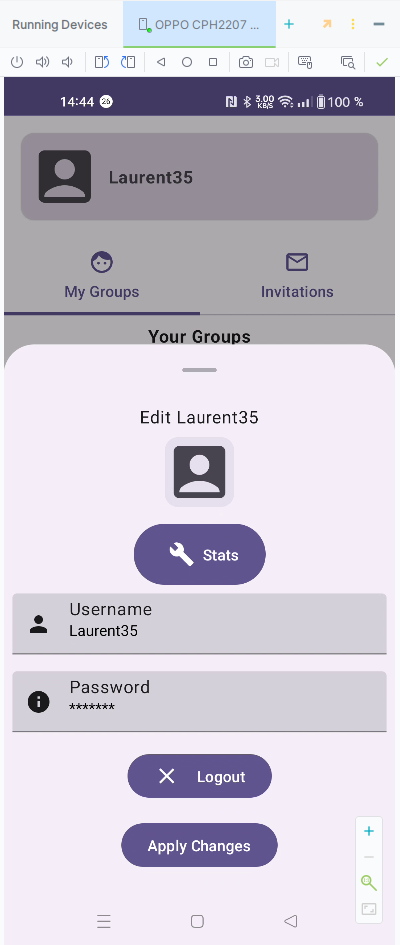 Running Devices
OPPO CPH2207 ...
14:44 26
3.00 KB/S 100 %
Laurent35
My Groups
Invitations
Your Groups
Edit Laurent35
Stats
Username
Laurent35
Password
*******
Logout
Apply Changes